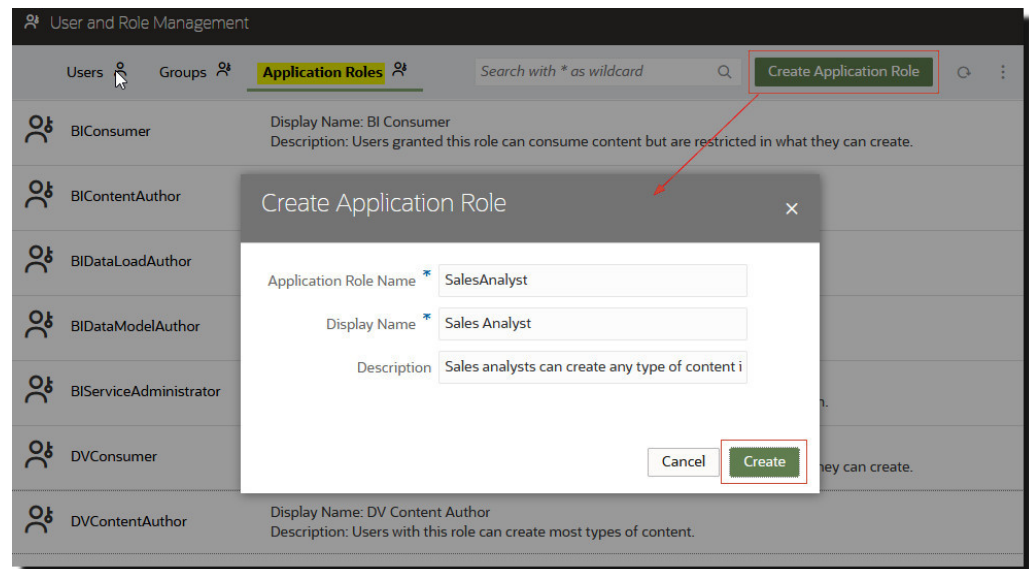 User and Role Management
Users Groups Application Roles Search with * as wildcard Create Application Role
BIConsumer
Display Name: BI Consumer
Description: Users granted this role can consume content but are restricted in what they can create.
BIContentAuthor
BIDataLoadAuthor
BIDataModelAuthor
BIServiceAdministrator
n.
DVConsumer
hey can create.
DVContentAuthor
Display Name: DV Content Author
Description: Users with this role can create most types of content.
Create Application Role ×
Application Role Name * SalesAnalyst
Display Name * Sales Analyst
Description Sales analysts can create any type of content i
Cancel Create